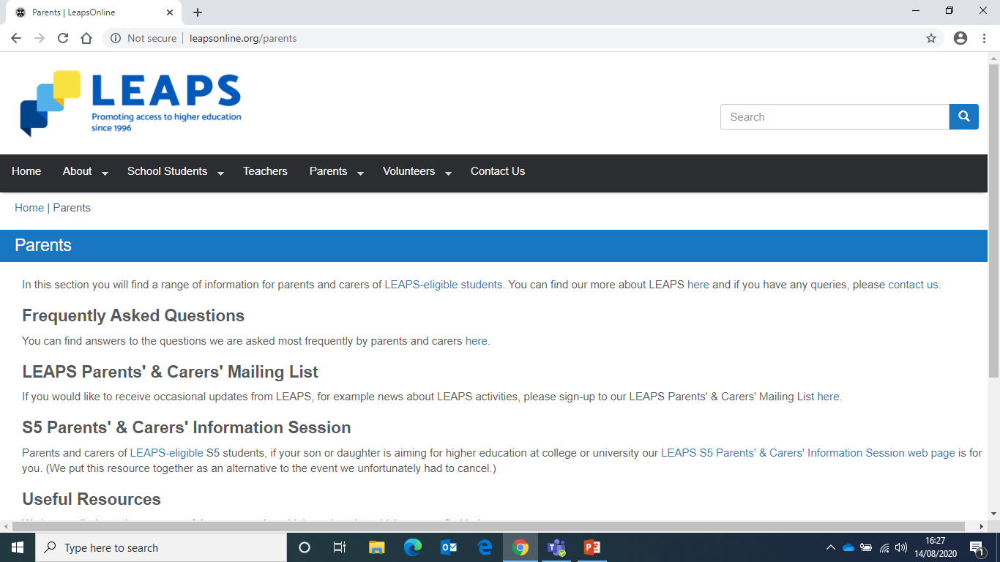 Parents | LeapsOnline
Not secure | leapsonline.org/parents
LEAPS
Promoting access to higher education
since 1996
Search
Home About School Students Teachers Parents Volunteers Contact Us
Home | Parents
Parents
In this section you will find a range of information for parents and carers of LEAPS-eligible students. You can find our more about LEAPS here and if you have any queries, please contact us.
Frequently Asked Questions
You can find answers to the questions we are asked most frequently by parents and carers here.
LEAPS Parents' & Carers' Mailing List
If you would like to receive occasional updates from LEAPS, for example news about LEAPS activities, please sign-up to our LEAPS Parents' & Carers' Mailing List here.
S5 Parents' & Carers' Information Session
Parents and carers of LEAPS-eligible S5 students, if your son or daughter is aiming for higher education at college or university our LEAPS S5 Parents' & Carers' Information Session web page is for
you. (We put this resource together as an alternative to the event we unfortunately had to cancel.)
Useful Resources
Type here to search
16:27
14/08/2020
1